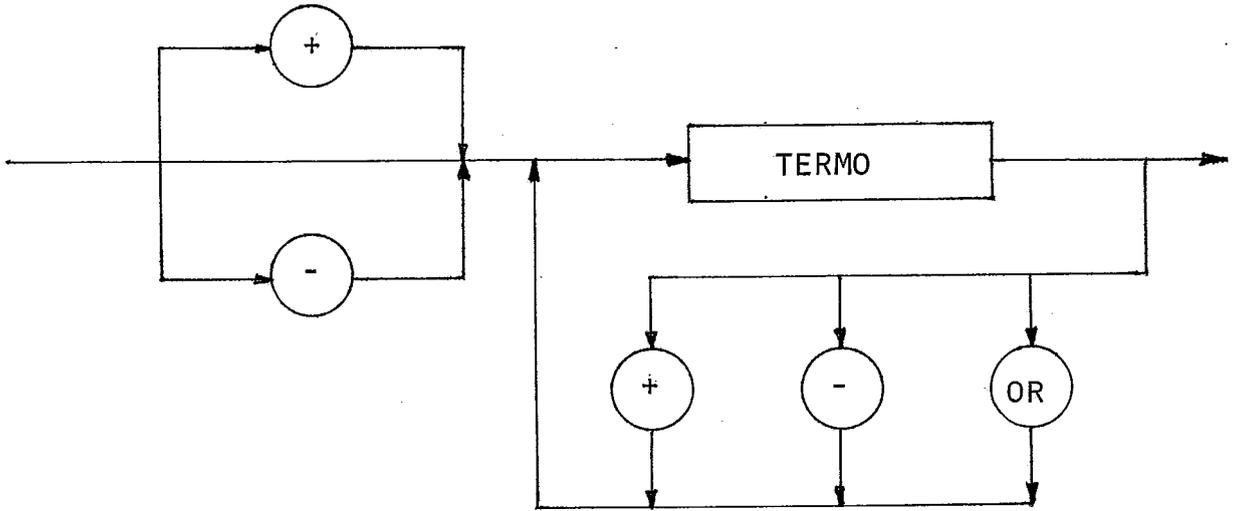 +
TERMO
-
+ - OR